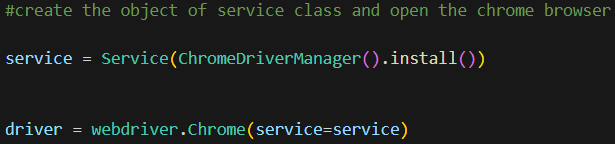 #create the object of service class and open the chrome browser
service = Service(ChromeDriverManager().install())
driver = webdriver.Chrome(service=service)